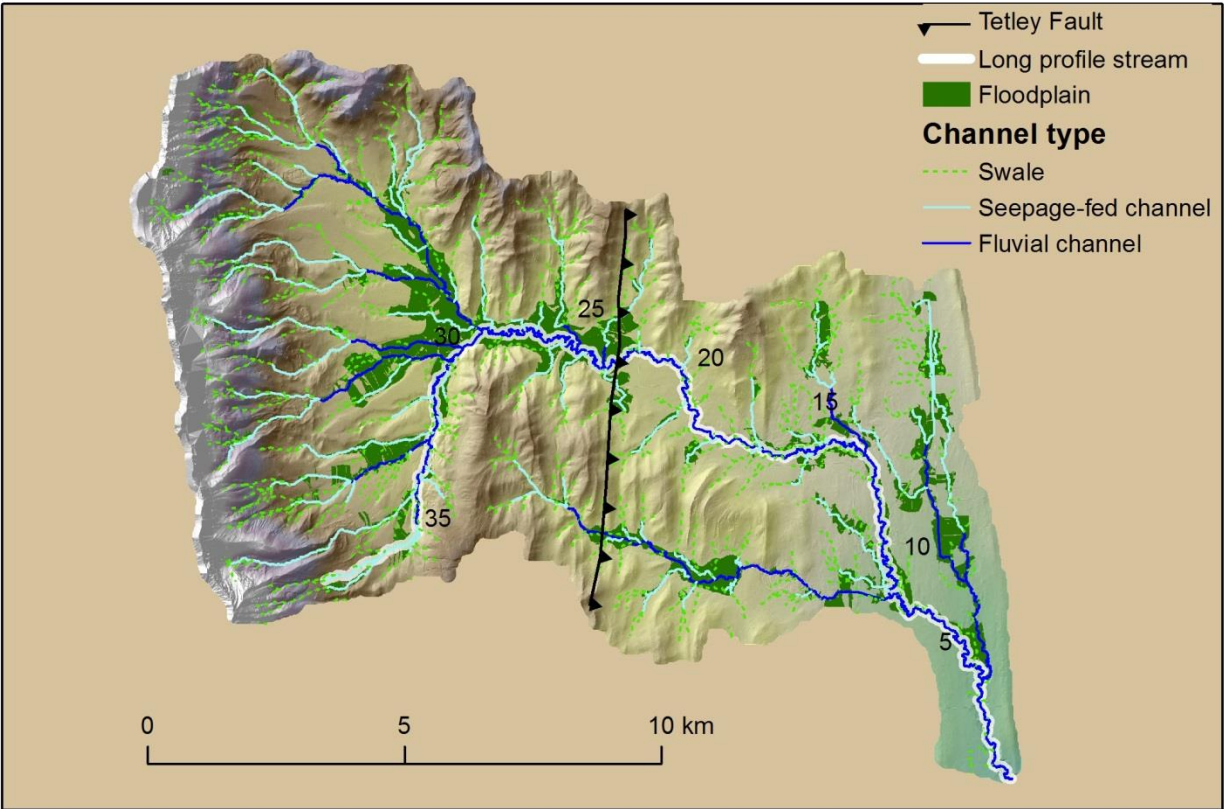 Tetley Fault
Long profile stream
Floodplain
Channel type
Swale
Seepage-fed channel
Fluvial channel
25
30
20
15
35
10
5
0
5
10 km